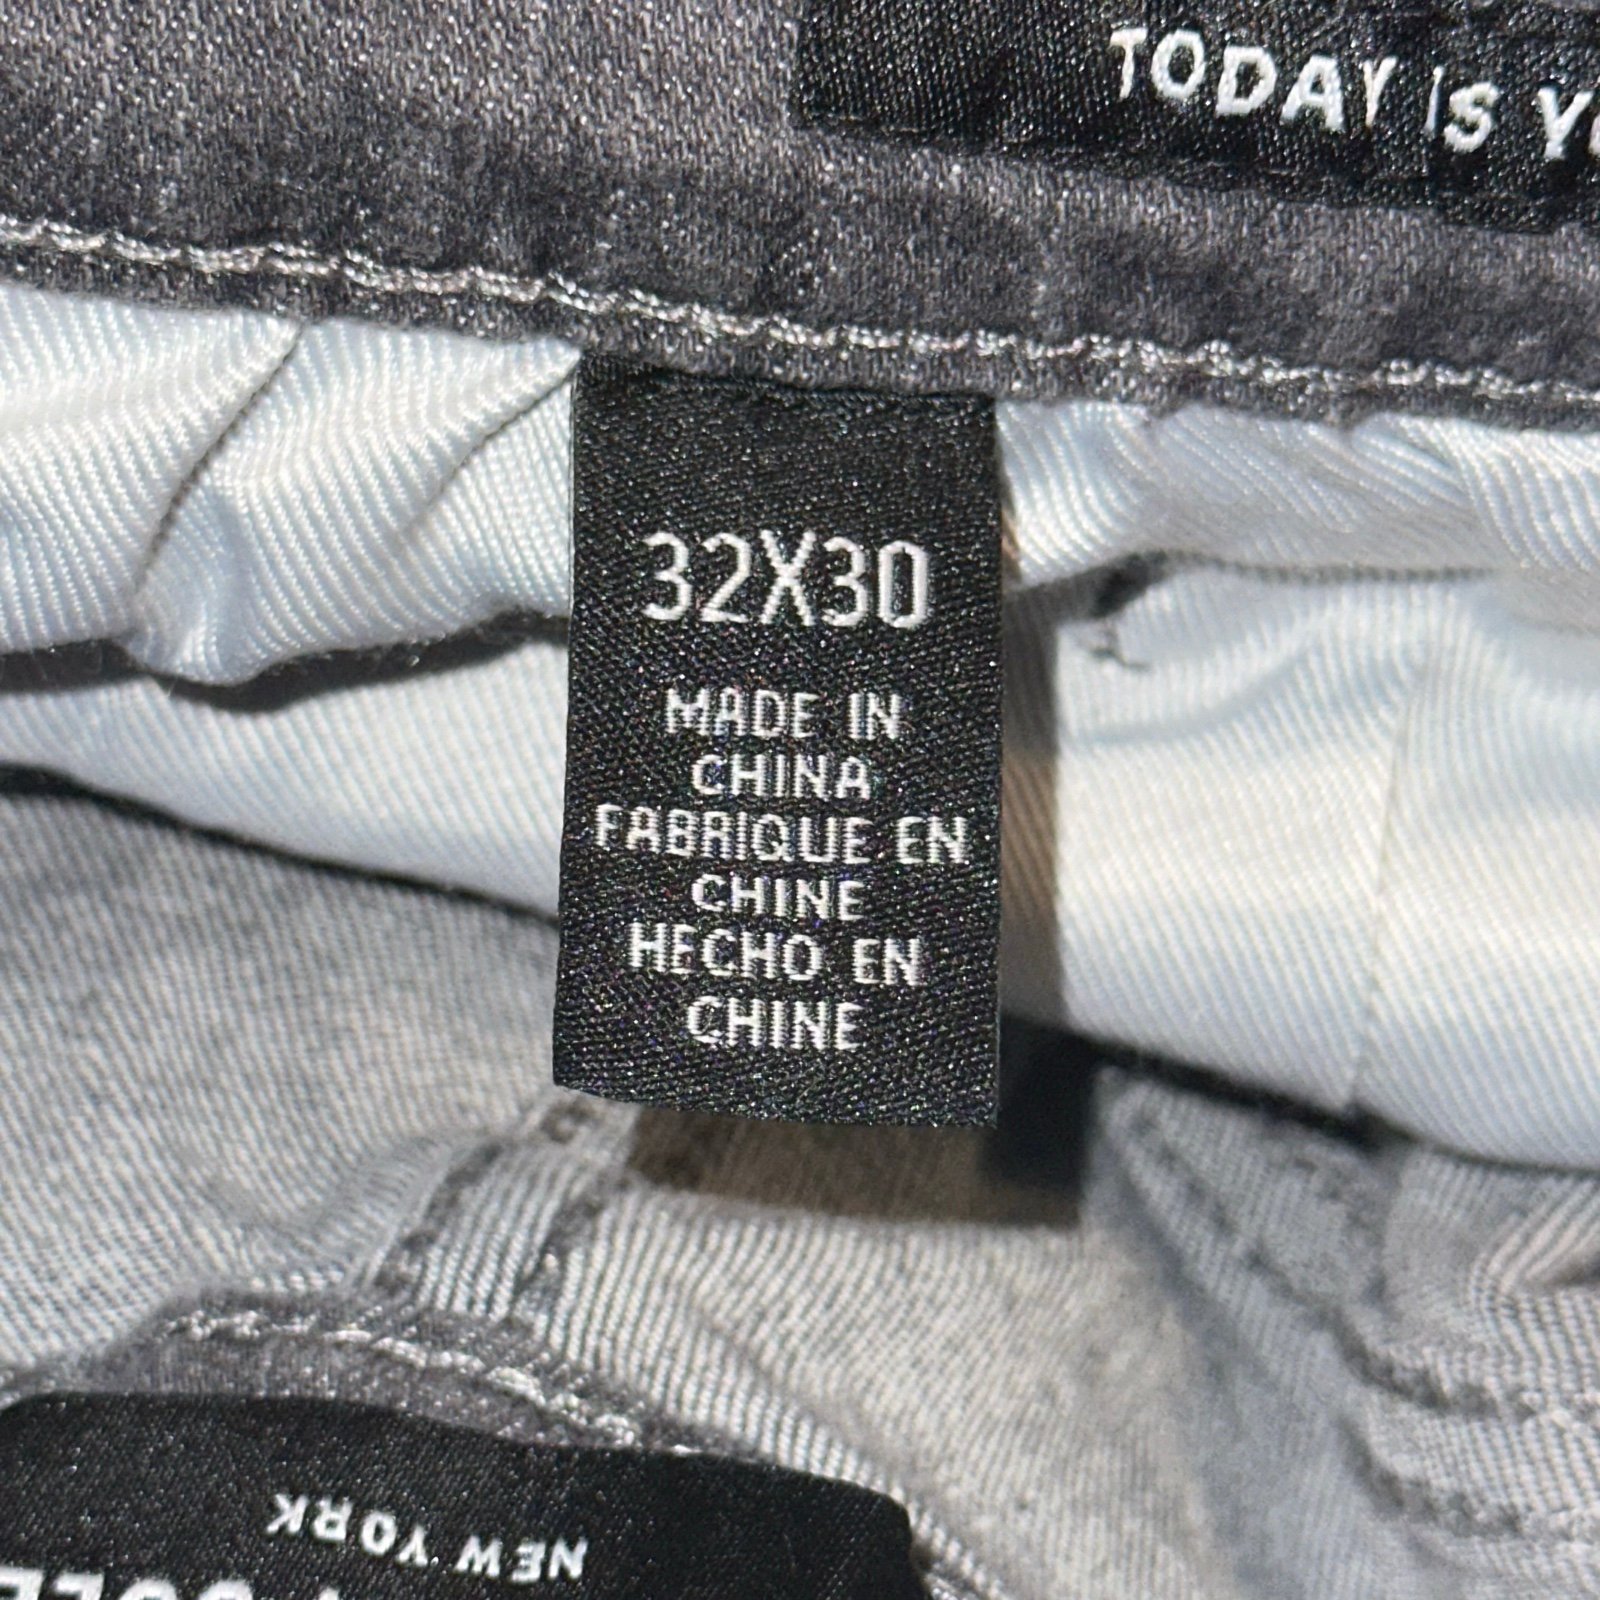 TODAY IS
32X30
MADE IN
CHINA
FABRIQUE EN
CHINE
HECHO EN
CHINE
NEW YORK